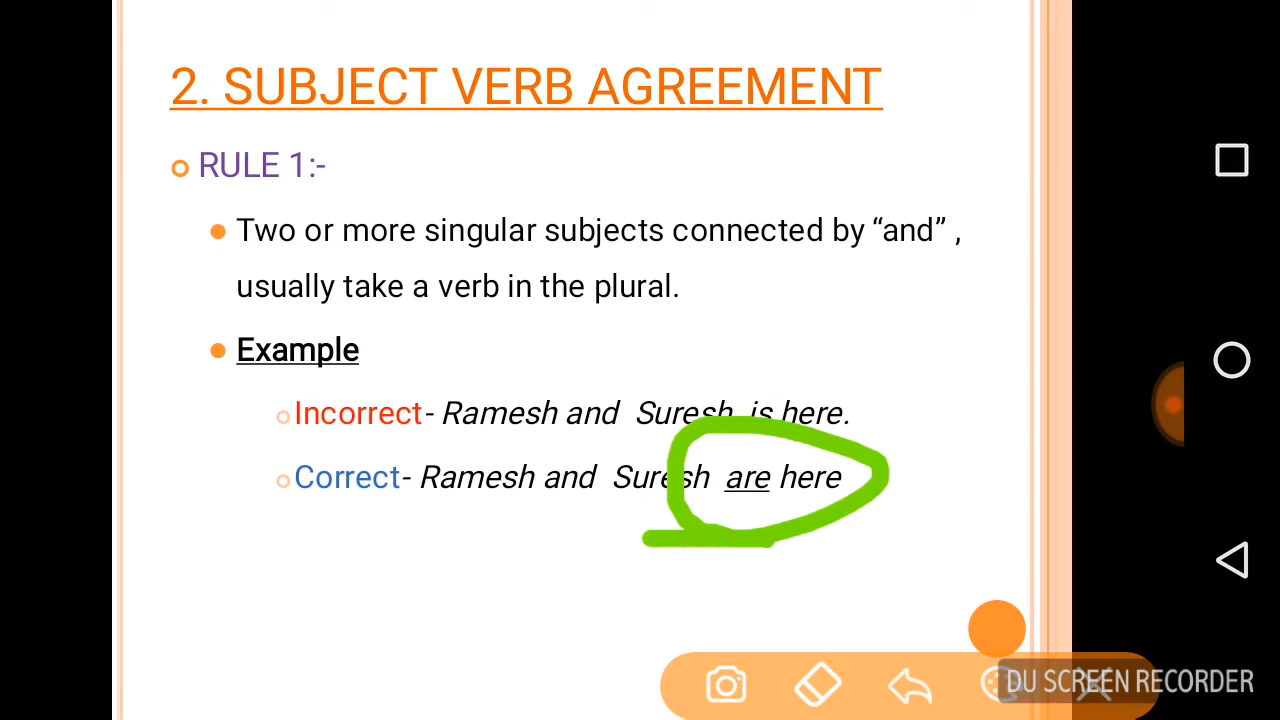 2. SUBJECT VERB AGREEMENT
RULE 1:-
Two or more singular subjects connected by “and” ,
usually take a verb in the plural.
Example
Incorrect- Ramesh and Suresh is here.
Correct- Ramesh and Suresh are here
DU SCREEN RECORDER